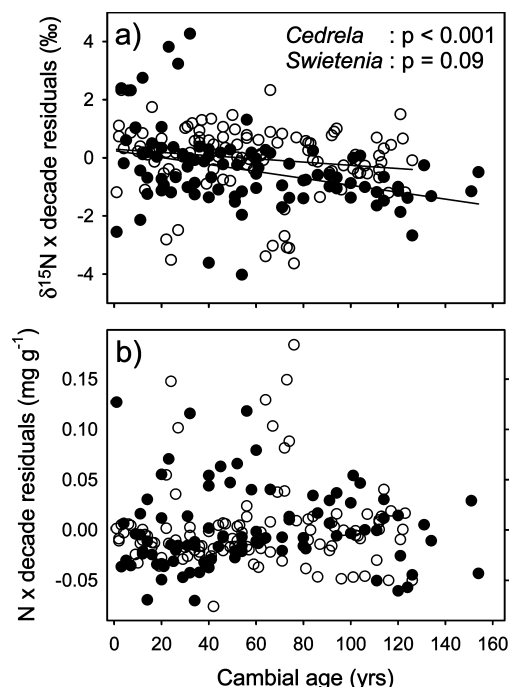 a)
Cedrela : p < 0.001
Swietenia : p = 0.09
δ¹⁵N x decade residuals (‰)
4
2
0
-2
-4
b)
N x decade residuals (mg g⁻¹)
0.15
0.10
0.05
0.00
-0.05
0 20 40 60 80 100 120 140 160
Cambial age (yrs)